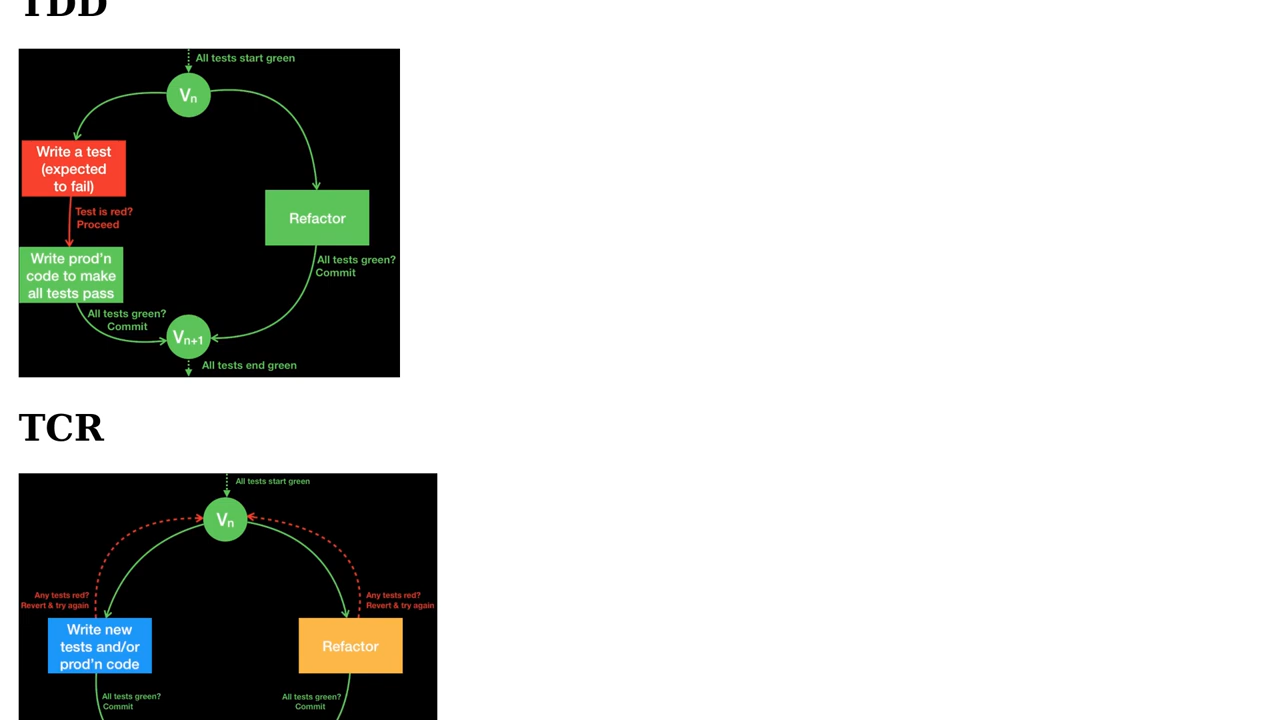 TDD
All tests start green
Vn
Write a test
(expected
to fail)
Test is red?
Proceed
Refactor
Write prod'n
code to make
all tests pass
All tests green?
Commit
All tests green?
Commit
Vn+1
All tests end green
TCR
All tests start green
Vn
Any tests red?
Revert & try again
Any tests red?
Revert & try again
Write new
tests and/or
prod'n code
Refactor
All tests green?
Commit
All tests green?
Commit